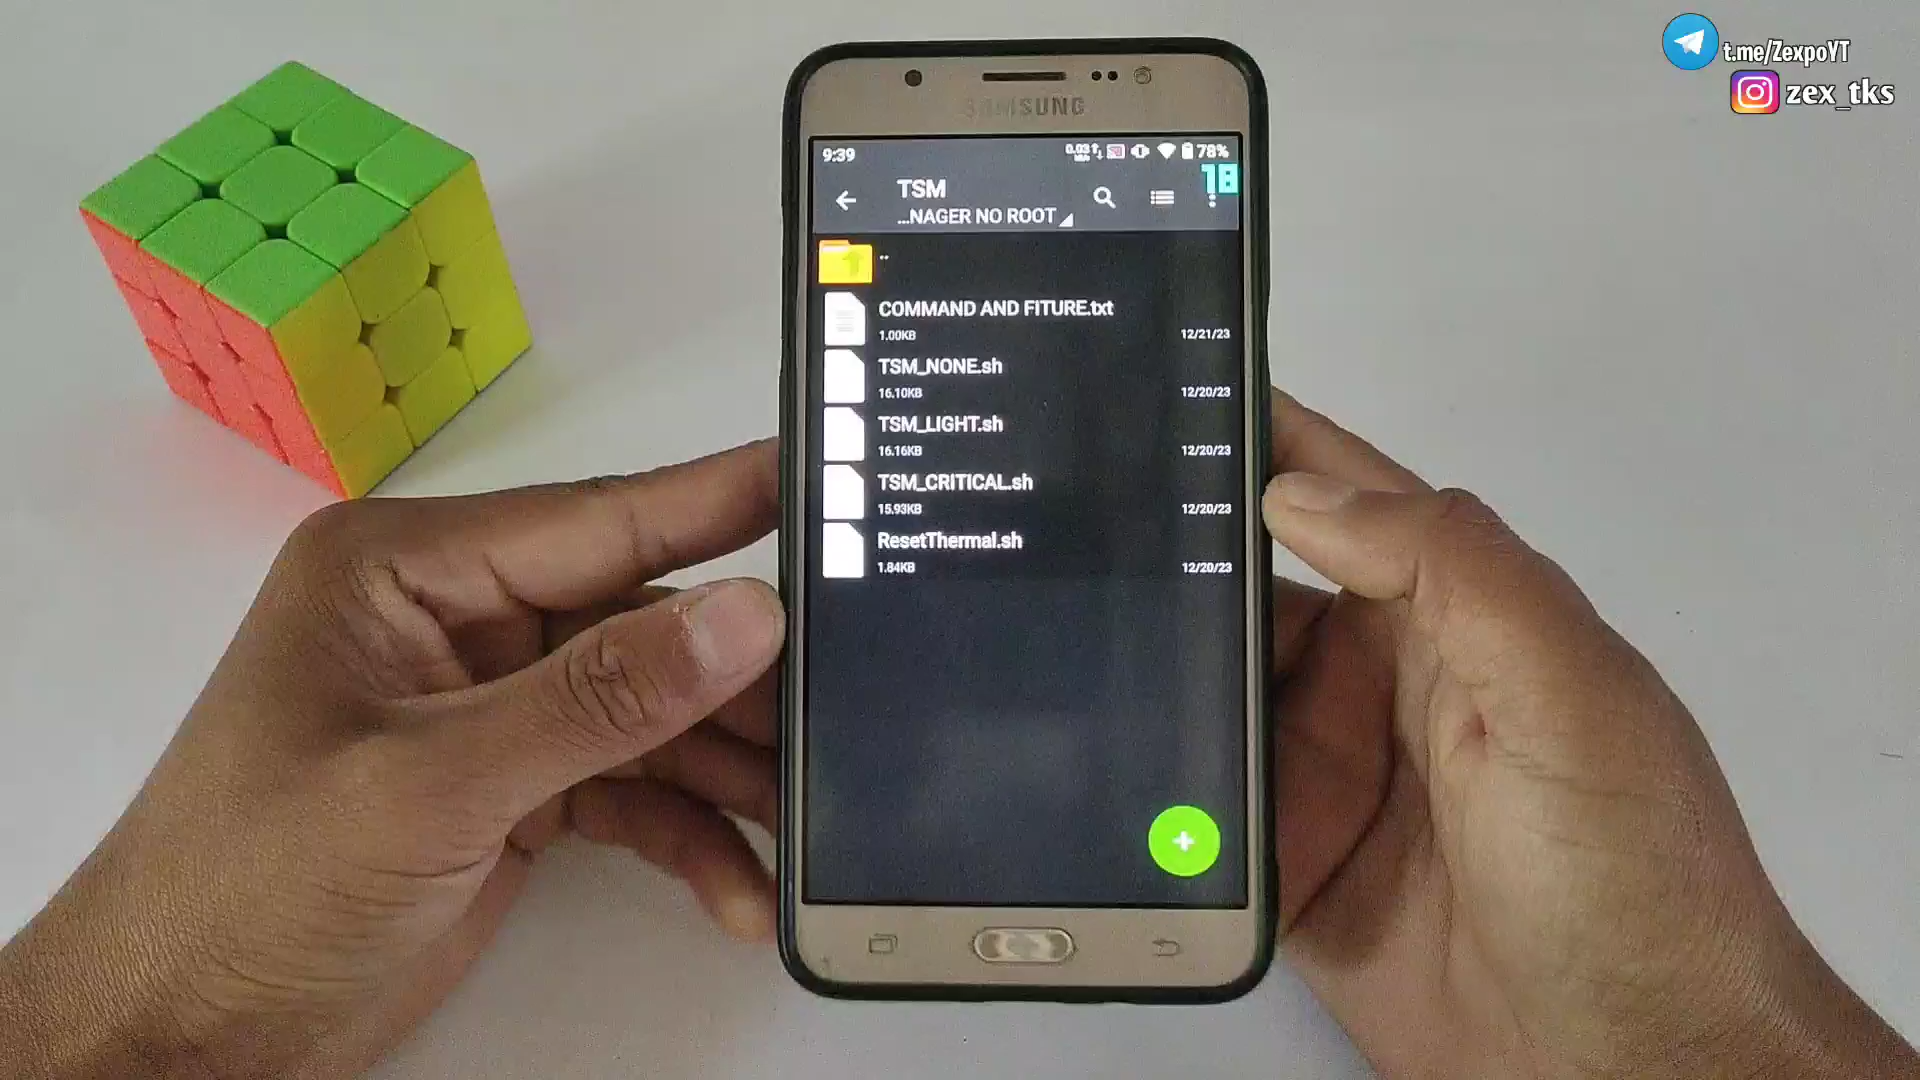 t.me/ZexpoYT
zex_tks
SAMSUNG
9:39
78%
18
TSM
...NAGER NO ROOT
..
COMMAND AND FITURE.txt
1.00KB 12/21/23
TSM_NONE.sh
16.10KB 12/20/23
TSM_LIGHT.sh
16.16KB 12/20/23
TSM_CRITICAL.sh
15.93KB 12/20/23
ResetThermal.sh
1.84KB 12/20/23